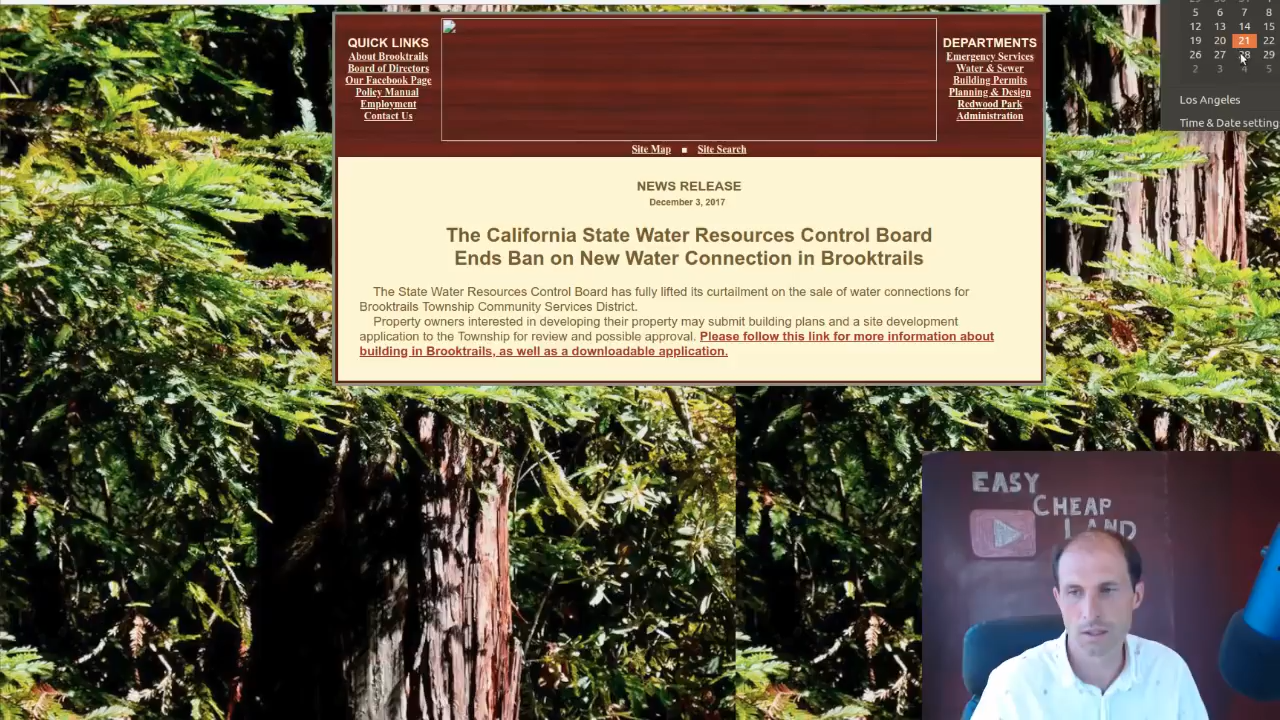 QUICK LINKS
About Brooktrails
Board of Directors
Our Facebook Page
Policy Manual
Employment
Contact Us
DEPARTMENTS
Emergency Services
Water & Sewer
Building Permits
Planning & Design
Redwood Park
Administration
Site Map ■ Site Search
NEWS RELEASE
December 3, 2017
The California State Water Resources Control Board
Ends Ban on New Water Connection in Brooktrails
The State Water Resources Control Board has fully lifted its curtailment on the sale of water connections for
Brooktrails Township Community Services District.
Property owners interested in developing their property may submit building plans and a site development
application to the Township for review and possible approval. Please follow this link for more information about
building in Brooktrails, as well as a downloadable application.
5 6 7 8
12 13 14 15
19 20 21 22
26 27 28 29
2 3 4 5
Los Angeles
Time & Date setting
EASY
CHEAP
LAND